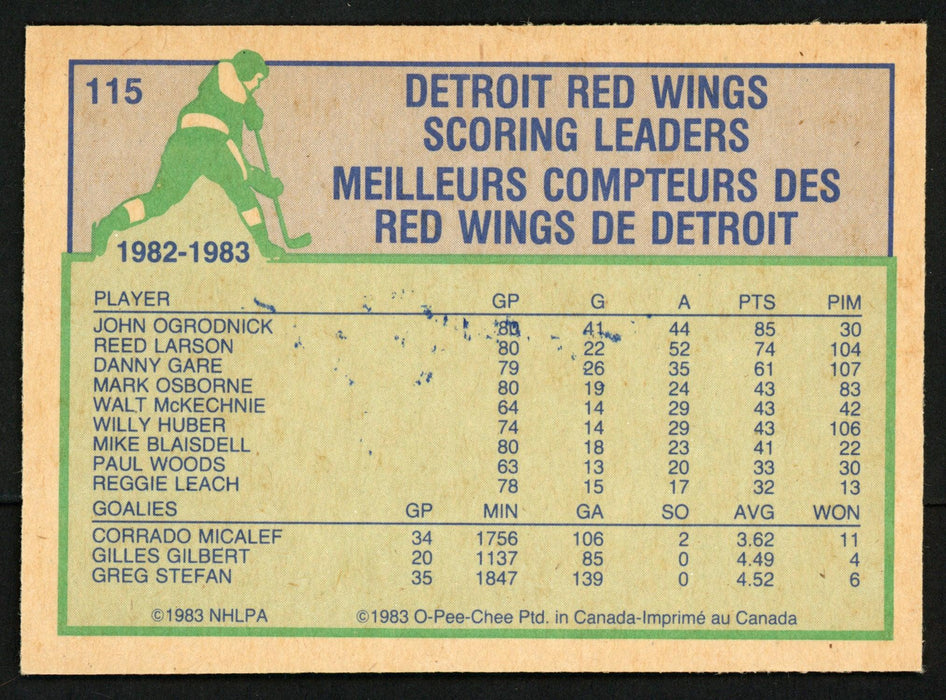 115
DETROIT RED WINGS
SCORING LEADERS
MEILLEURS COMPTEURS DES
RED WINGS DE DETROIT
1982-1983
PLAYER GP G A PTS PIM
JOHN OGRODNICK 80 41 44 85 30
REED LARSON 80 22 52 74 104
DANNY GARE 79 26 35 61 107
MARK OSBORNE 80 19 24 43 83
WALT McKECHNIE 64 14 29 43 42
WILLY HUBER 74 14 29 43 106
MIKE BLAISDELL 80 18 23 41 22
PAUL WOODS 63 13 20 33 30
REGGIE LEACH 78 15 17 32 13
GOALIES GP MIN GA SO AVG WON
CORRADO MICALEF 34 1756 106 2 3.62 11
GILLES GILBERT 20 1137 85 0 4.49 4
GREG STEFAN 35 1847 139 0 4.52 6
©1983 NHLPA ©1983 O-Pee-Chee Ptd. in Canada-Imprimé au Canada